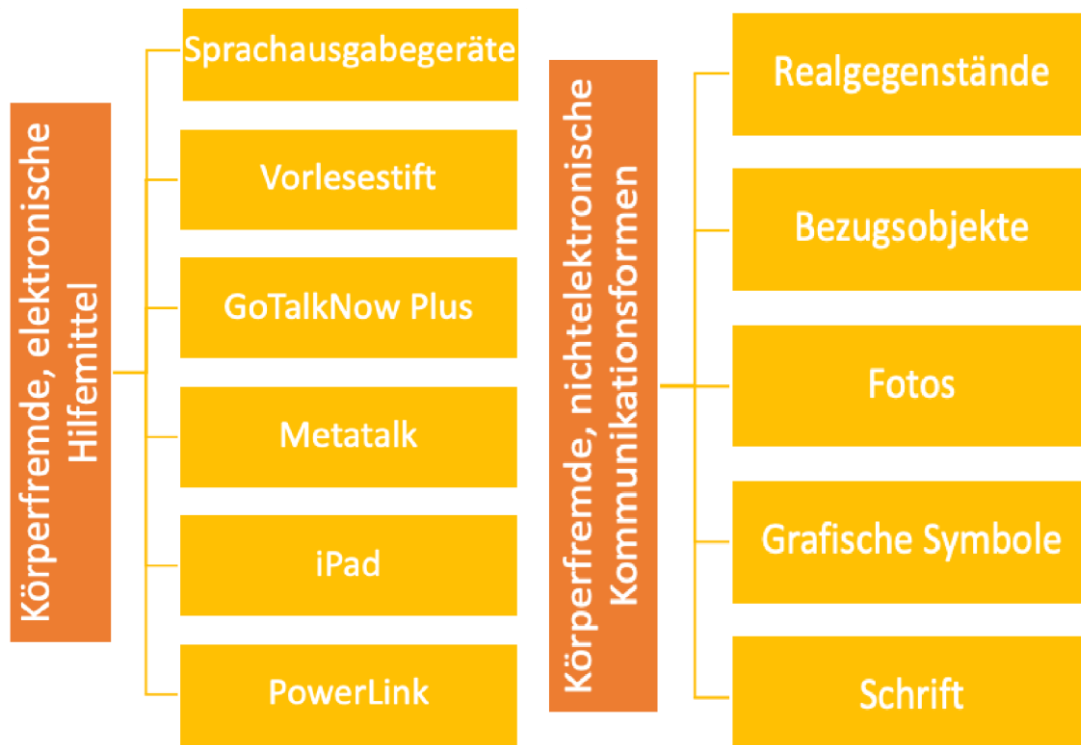 Körperfremde, elektronische
Hilfemittel
Sprachausgabegeräte
Vorlesestift
GoTalkNow Plus
Metatalk
iPad
PowerLink
Körperfremde, nichtelektronische
Kommunikationsformen
Realgegenstände
Bezugsobjekte
Fotos
Grafische Symbole
Schrift